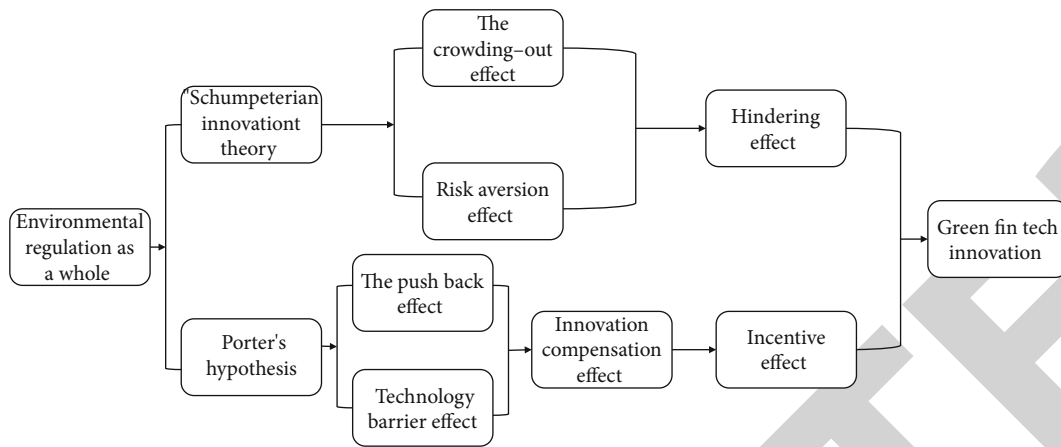 The
crowding–out
effect
"Schumpeterian
innovationt
theory
Hindering
effect
Risk aversion
effect
Environmental
regulation as
a whole
Green fin tech
innovation
The push back
effect
Porter's
hypothesis
Innovation
compensation
effect
Incentive
effect
Technology
barrier effect